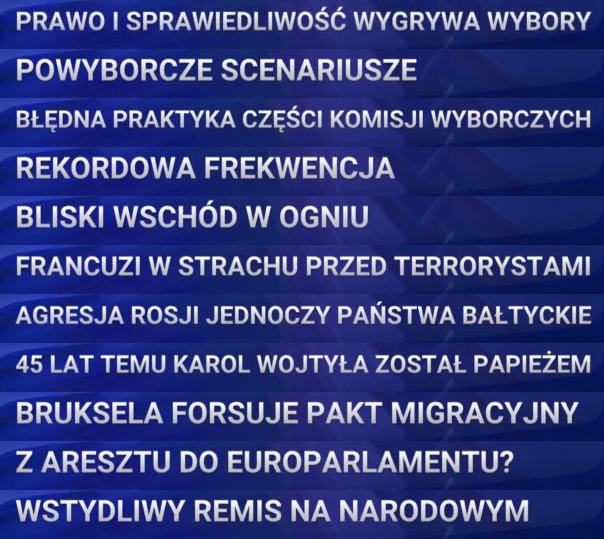 PRAWO I SPRAWIEDLIWOŚĆ WYGRYWA WYBORY
POWYBORCZE SCENARIUSZE
BŁĘDNA PRAKTYKA CZĘŚCI KOMISJI WYBORCZYCH
REKORDOWA FREKWENCJA
BLISKI WSCHÓD W OGNIU
FRANCUZI W STRACHU PRZED TERRORYSTAMI
AGRESJA ROSJI JEDNOCZY PAŃSTWA BAŁTYCKIE
45 LAT TEMU KAROL WOJTYŁA ZOSTAŁ PAPIEŻEM
BRUKSELA FORSUJE PAKT MIGRACYJNY
Z ARESZTU DO EUROPARLAMENTU?
WSTYDLIWY REMIS NA NARODOWYM